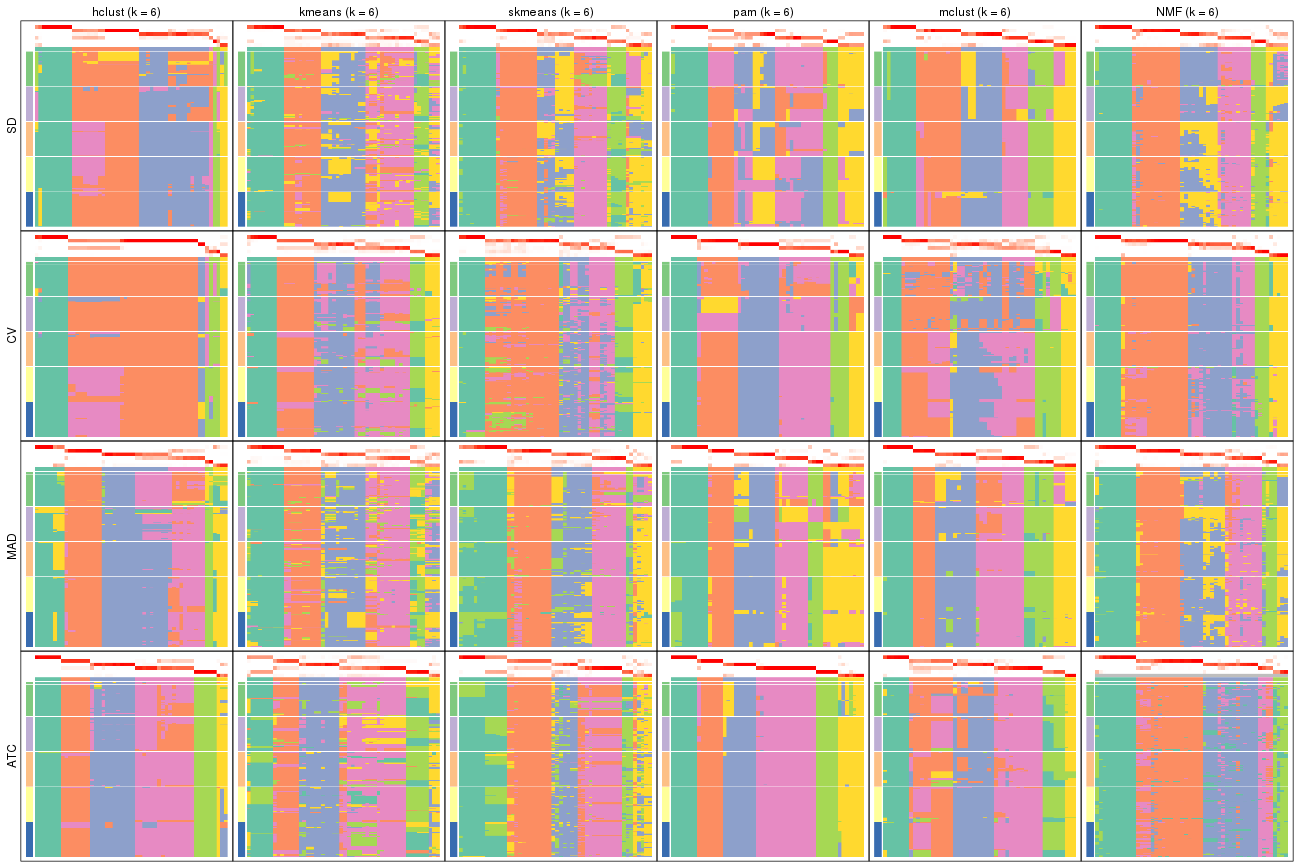 hclust (k = 6)
kmeans (k = 6)
skmeans (k = 6)
pam (k = 6)
mclust (k = 6)
NMF (k = 6)
SD
CV
MAD
ATC